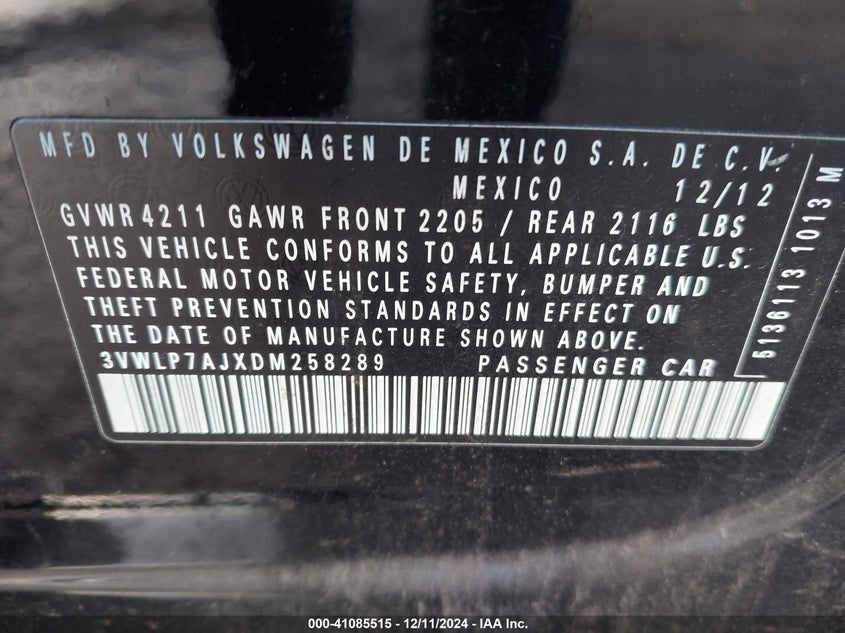 MFD BY VOLKSWAGEN DE MEXICO S.A. DE C.V.
MEXICO 12/12
GVWR 4211 GAWR FRONT 2205 / REAR 2116 LBS
THIS VEHICLE CONFORMS TO ALL APPLICABLE U.S.
FEDERAL MOTOR VEHICLE SAFETY, BUMPER AND
THEFT PREVENTION STANDARDS IN EFFECT ON
THE DATE OF MANUFACTURE SHOWN ABOVE.
3VWLP7AJXDM258289 PASSENGER CAR
5136113 1013 M
000-41085515 - 12/11/2024 - IAA Inc.